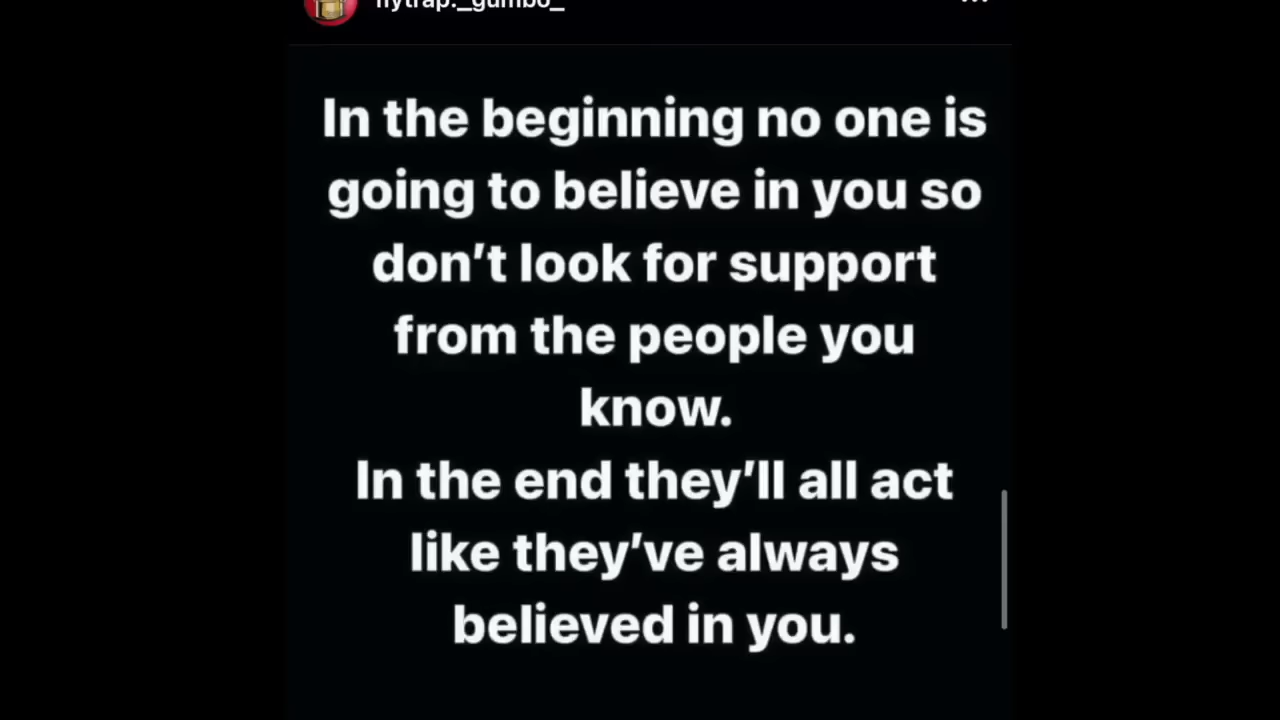 In the beginning no one is
going to believe in you so
don't look for support
from the people you
know.
In the end they'll all act
like they've always
believed in you.